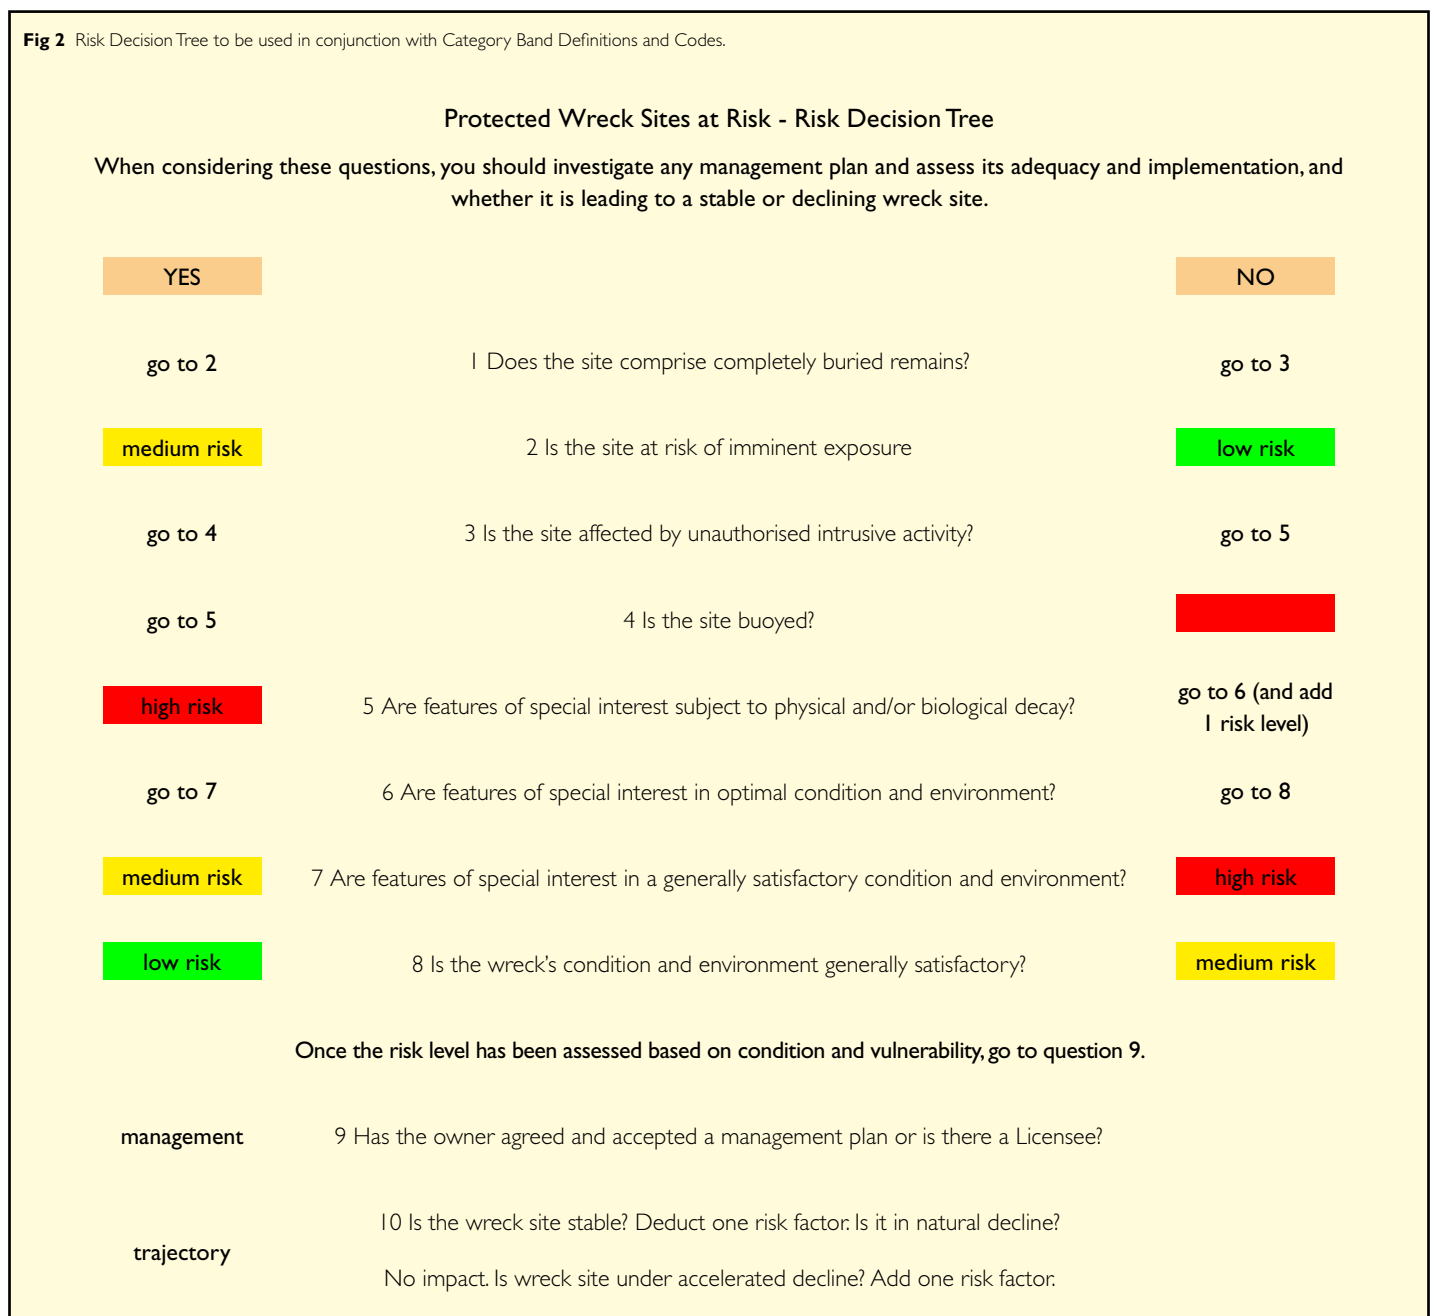 Fig 2 Risk Decision Tree to be used in conjunction with Category Band Definitions and Codes.
Protected Wreck Sites at Risk - Risk Decision Tree
When considering these questions, you should investigate any management plan and assess its adequacy and implementation, and
whether it is leading to a stable or declining wreck site.
YES
NO
go to 2
1 Does the site comprise completely buried remains?
go to 3
medium risk
2 Is the site at risk of imminent exposure
low risk
go to 4
3 Is the site affected by unauthorised intrusive activity?
go to 5
go to 5
4 Is the site buoyed?
high risk
5 Are features of special interest subject to physical and/or biological decay?
go to 6 (and add
1 risk level)
go to 7
6 Are features of special interest in optimal condition and environment?
go to 8
medium risk
7 Are features of special interest in a generally satisfactory condition and environment?
high risk
low risk
8 Is the wreck's condition and environment generally satisfactory?
medium risk
Once the risk level has been assessed based on condition and vulnerability, go to question 9.
management
9 Has the owner agreed and accepted a management plan or is there a Licensee?
trajectory
10 Is the wreck site stable? Deduct one risk factor. Is it in natural decline?
No impact. Is wreck site under accelerated decline? Add one risk factor.